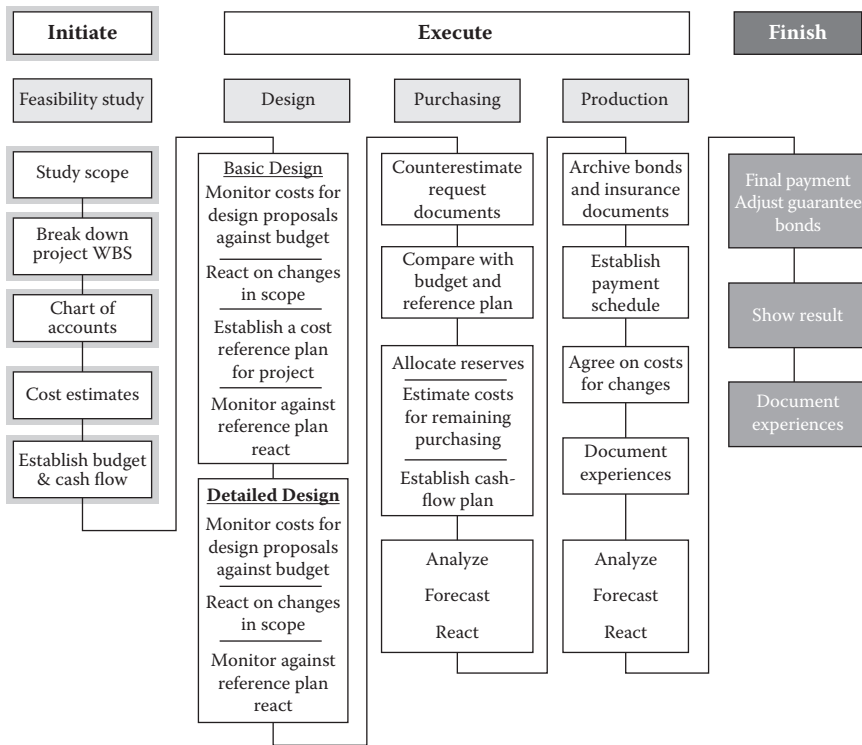 Initiate
Execute
Finish
Feasibility study
Design
Purchasing
Production
Study scope
Break down
project WBS
Chart of
accounts
Cost estimates
Establish budget
& cash flow
Basic Design
Monitor costs for
design proposals
against budget
React on changes
in scope
Establish a cost
reference plan
for project
Monitor against
reference plan
react
Detailed Design
Monitor costs for
design proposals
against budget
React on changes
in scope
Monitor against
reference plan
react
Counterestimate
request
documents
Compare with
budget and
reference plan
Allocate reserves
Estimate costs
for remaining
purchasing
Establish cash-
flow plan
Analyze
Forecast
React
Archive bonds
and insurance
documents
Establish
payment
schedule
Agree on costs
for changes
Document
experiences
Analyze
Forecast
React
Final payment
Adjust guarantee
bonds
Show result
Document
experiences